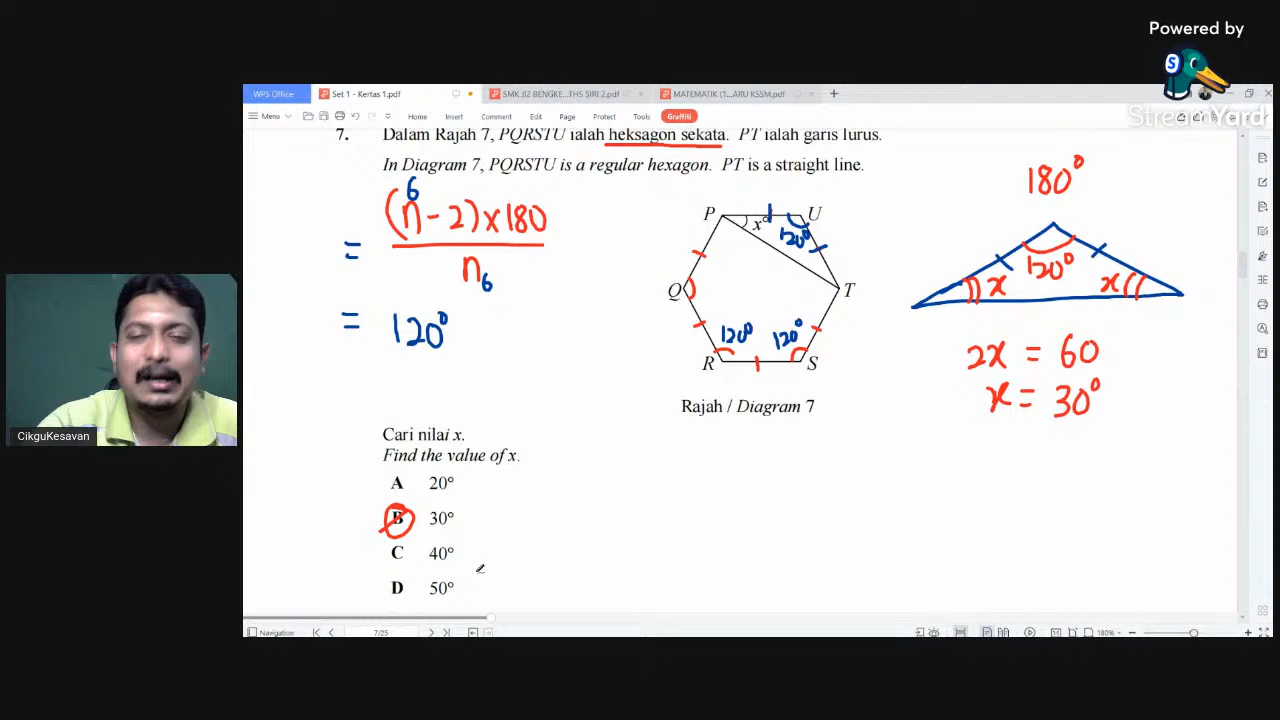 Powered by
S
StreamYard
WPS Office
Set 1 - Kertas 1.pdf
SMK JJ2 BENGKE...THS SIRI 2.pdf
MATEMATIK (1...ARU KSSM.pdf
Menu
Home
Insert
Comment
Edit
Page
Protect
Tools
Graffiti
7. Dalam Rajah 7, PQRSTU ialah heksagon sekata. PT ialah garis lurus.
In Diagram 7, PQRSTU is a regular hexagon. PT is a straight line.
6
= (n - 2) x 180
n 6
= 120°
P
U
x°
120°
Q
T
120°
120°
R
S
Rajah / Diagram 7
180°
120°
x
x
2x = 60
x = 30°
Cari nilai x.
Find the value of x.
A 20°
B 30°
C 40°
D 50°
CikguKesavan
Navigation
7/25
180%